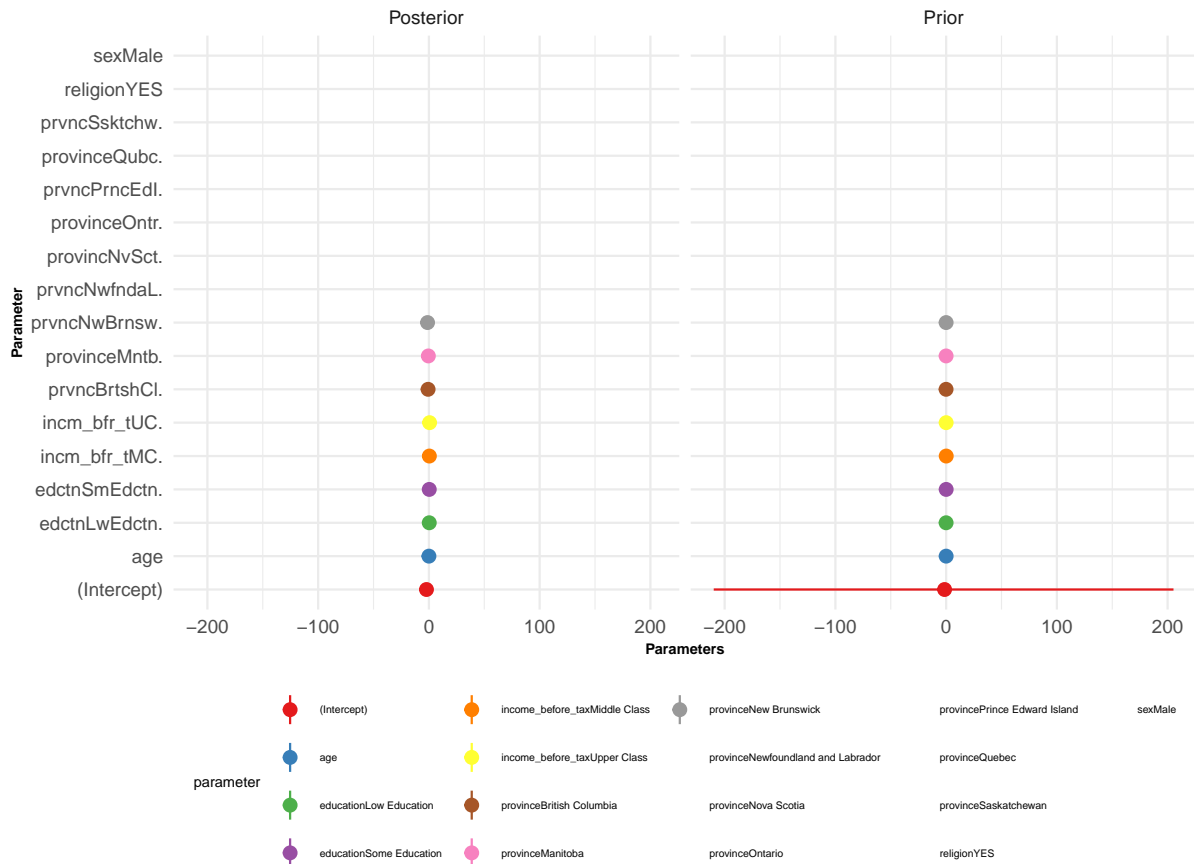 Posterior Prior
sexMale
religionYES
prvncSsktchw.
provinceQubc.
prvncPrncEdI.
provinceOntr.
provincNvSct.
prvncNwfndaL.
prvncNwBrnsw.
provinceMntb.
prvncBrtshCl.
incm_bfr_tUC.
incm_bfr_tMC.
edctnSmEdctn.
edctnLwEdctn.
age
(Intercept)
Parameter
−200 −100 0 100 200 −200 −100 0 100 200
Parameters
parameter
(Intercept) income_before_taxMiddle Class provinceNew Brunswick provincePrince Edward Island sexMale
age income_before_taxUpper Class provinceNewfoundland and Labrador provinceQuebec
educationLow Education provinceBritish Columbia provinceNova Scotia provinceSaskatchewan
educationSome Education provinceManitoba provinceOntario religionYES